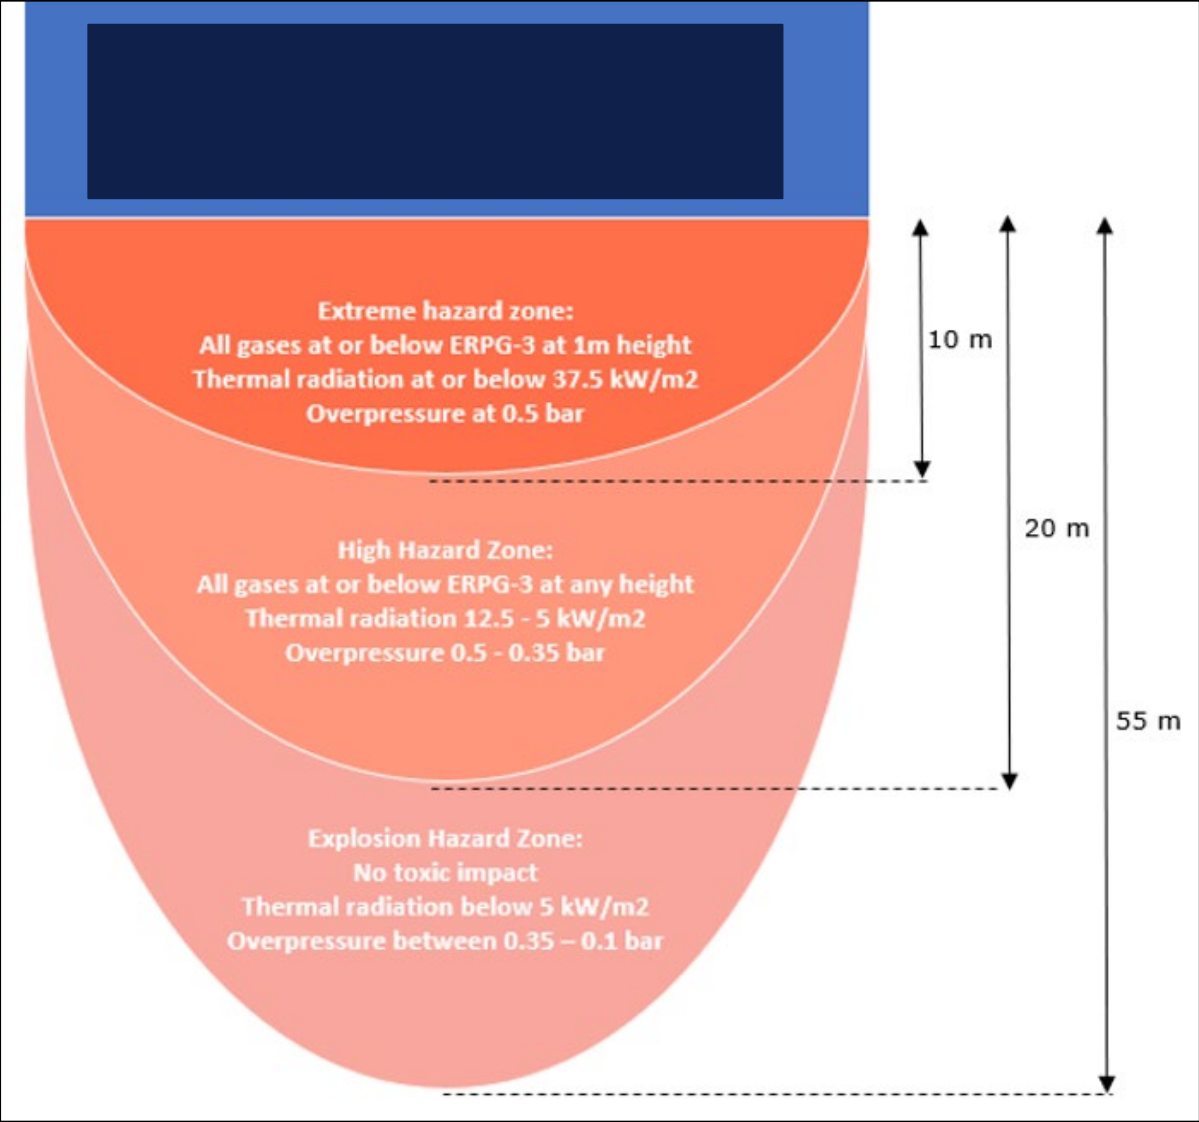 Extreme hazard zone:
All gases at or below ERPG-3 at 1m height
Thermal radiation at or below 37.5 kW/m2
Overpressure at 0.5 bar
10 m
High Hazard Zone:
All gases at or below ERPG-3 at any height
Thermal radiation 12.5 - 5 kW/m2
Overpressure 0.5 - 0.35 bar
20 m
55 m
Explosion Hazard Zone:
No toxic impact
Thermal radiation below 5 kW/m2
Overpressure between 0.35 – 0.1 bar